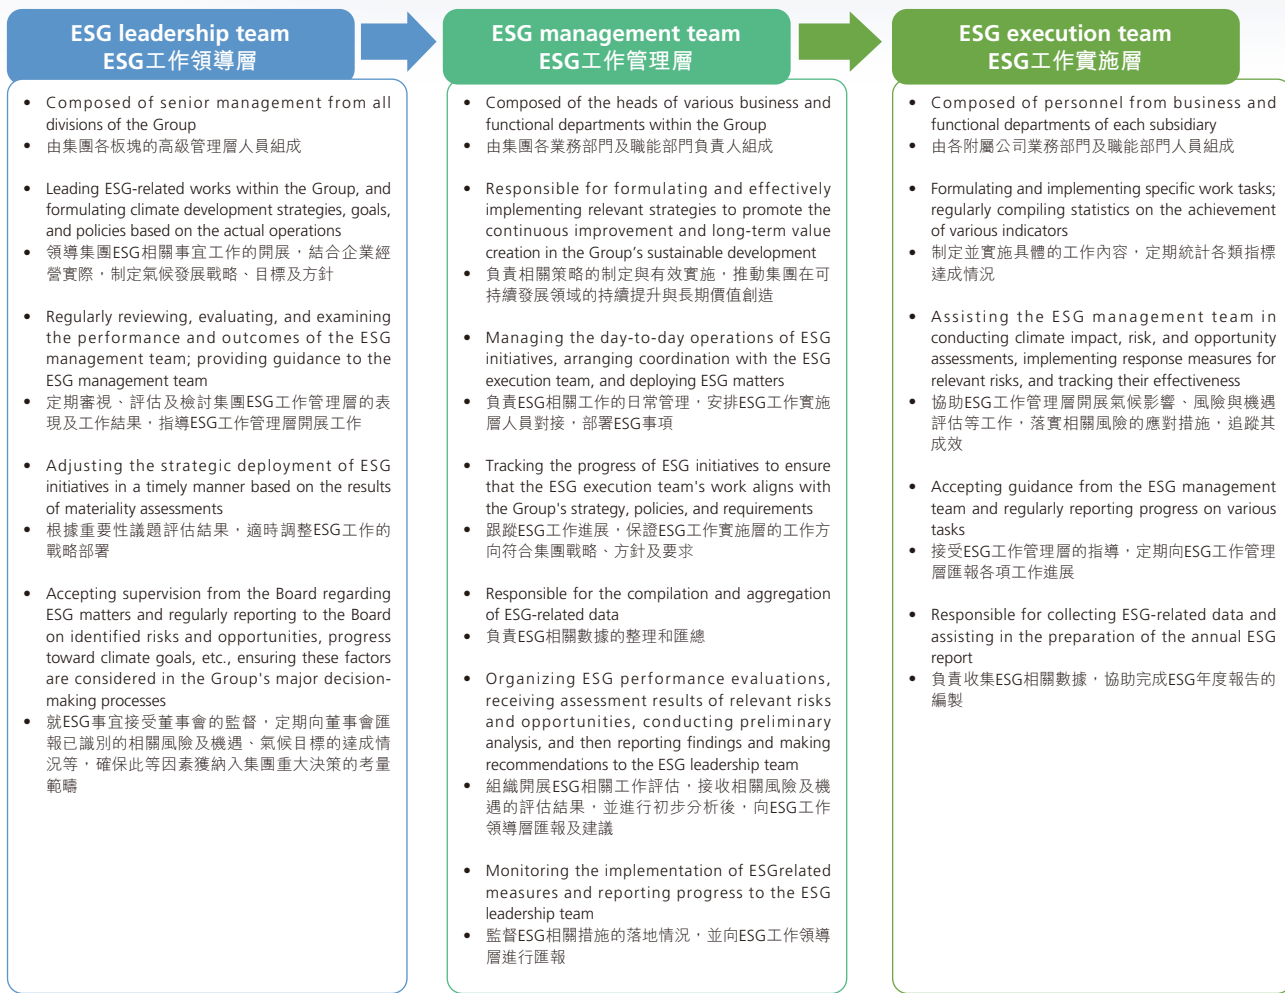 ESG leadership team
ESG工作領導層
• Composed of senior management from all
divisions of the Group
• 由集團各板塊的高級管理層人員組成
• Leading ESG-related works within the Group, and
formulating climate development strategies, goals,
and policies based on the actual operations
• 領導集團ESG相關事宜工作的開展，結合企業經
營實際，制定氣候發展戰略、目標及方針
• Regularly reviewing, evaluating, and examining
the performance and outcomes of the ESG
management team; providing guidance to the
ESG management team
• 定期審視、評估及檢討集團ESG工作管理層的表
現及工作結果，指導ESG工作管理層開展工作
• Adjusting the strategic deployment of ESG
initiatives in a timely manner based on the results
of materiality assessments
• 根據重要性議題評估結果，適時調整ESG工作的
戰略部署
• Accepting supervision from the Board regarding
ESG matters and regularly reporting to the Board
on identified risks and opportunities, progress
toward climate goals, etc., ensuring these factors
are considered in the Group's major decision-
making processes
• 就ESG事宜接受董事會的監督，定期向董事會匯
報已識別的相關風險及機遇、氣候目標的達成情
況等，確保此等因素獲納入集團重大決策的考量
範疇
ESG management team
ESG工作管理層
• Composed of the heads of various business and
functional departments within the Group
• 由集團各業務部門及職能部門負責人組成
• Responsible for formulating and effectively
implementing relevant strategies to promote the
continuous improvement and long-term value
creation in the Group’s sustainable development
• 負責相關策略的制定與有效實施，推動集團在可
持續發展領域的持續提升與長期價值創造
• Managing the day-to-day operations of ESG
initiatives, arranging coordination with the ESG
execution team, and deploying ESG matters
• 負責ESG相關工作的日常管理，安排ESG工作實施
層人員對接，部署ESG事項
• Tracking the progress of ESG initiatives to ensure
that the ESG execution team's work aligns with
the Group's strategy, policies, and requirements
• 跟蹤ESG工作進展，保證ESG工作實施層的工作方
向符合集團戰略、方針及要求
• Responsible for the compilation and aggregation
of ESG-related data
• 負責ESG相關數據的整理和匯總
• Organizing ESG performance evaluations,
receiving assessment results of relevant risks
and opportunities, conducting preliminary
analysis, and then reporting findings and making
recommendations to the ESG leadership team
• 組織開展ESG相關工作評估，接收相關風險及機
遇的評估結果，並進行初步分析後，向ESG工作
領導層匯報及建議
• Monitoring the implementation of ESGrelated
measures and reporting progress to the ESG
leadership team
• 監督ESG相關措施的落地情況，並向ESG工作領導
層進行匯報
ESG execution team
ESG工作實施層
• Composed of personnel from business and
functional departments of each subsidiary
• 由各附屬公司業務部門及職能部門人員組成
• Formulating and implementing specific work tasks;
regularly compiling statistics on the achievement
of various indicators
• 制定並實施具體的工作內容，定期統計各類指標
達成情況
• Assisting the ESG management team in
conducting climate impact, risk, and opportunity
assessments, implementing response measures for
relevant risks, and tracking their effectiveness
• 協助ESG工作管理層開展氣候影響、風險與機遇
評估等工作，落實相關風險的應對措施，追蹤其
成效
• Accepting guidance from the ESG management
team and regularly reporting progress on various
tasks
• 接受ESG工作管理層的指導，定期向ESG工作管理
層匯報各項工作進展
• Responsible for collecting ESG-related data and
assisting in the preparation of the annual ESG
report
• 負責收集ESG相關數據，協助完成ESG年度報告的
編製